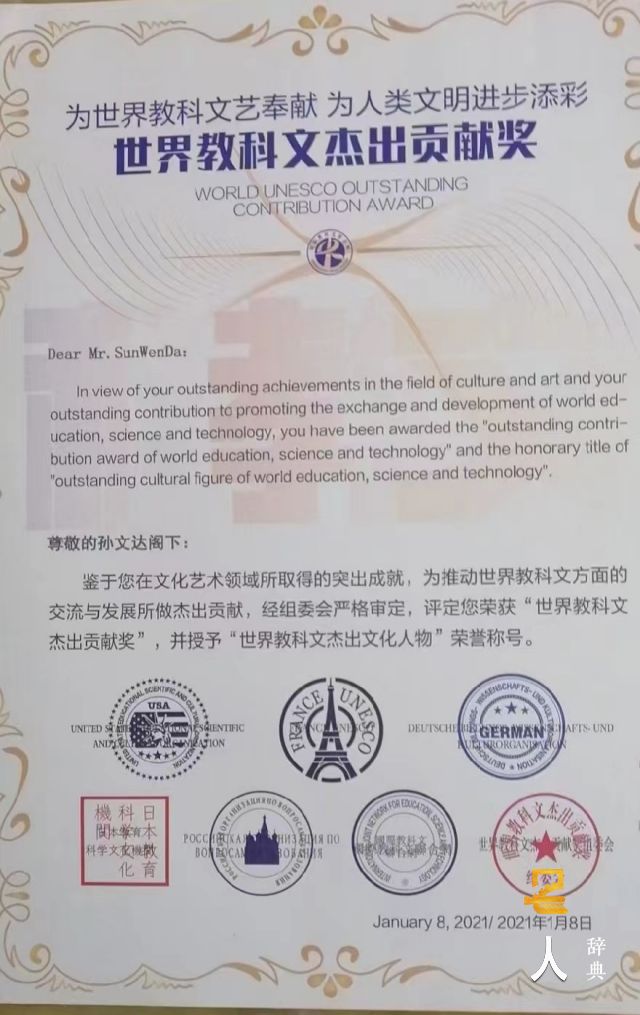 为世界教科文艺奉献 为人类文明进步添彩
世界教科文杰出贡献奖
WORLD UNESCO OUTSTANDING
CONTRIBUTION AWARD
Dear Mr. SunWenDa:
In view of your outstanding achievements in the field of culture and art and your
outstanding contribution to promoting the exchange and development of world ed-
ucation, science and technology, you have been awarded the "outstanding contri-
bution award of world education, science and technology" and the honorary title of
"outstanding cultural figure of world education, science and technology".
尊敬的孙文达阁下：
鉴于您在文化艺术领域所取得的突出成就，为推动世界教科文方面的
交流与发展所做杰出贡献，经组委会严格审定，评定您荣获“世界教科文
杰出贡献奖”，并授予“世界教科文杰出文化人物”荣誉称号。
USA
FRANCE UNESCO
GERMAN
日本教育
科学文化
機関
January 8, 2021/ 2021年1月8日
人
辞典